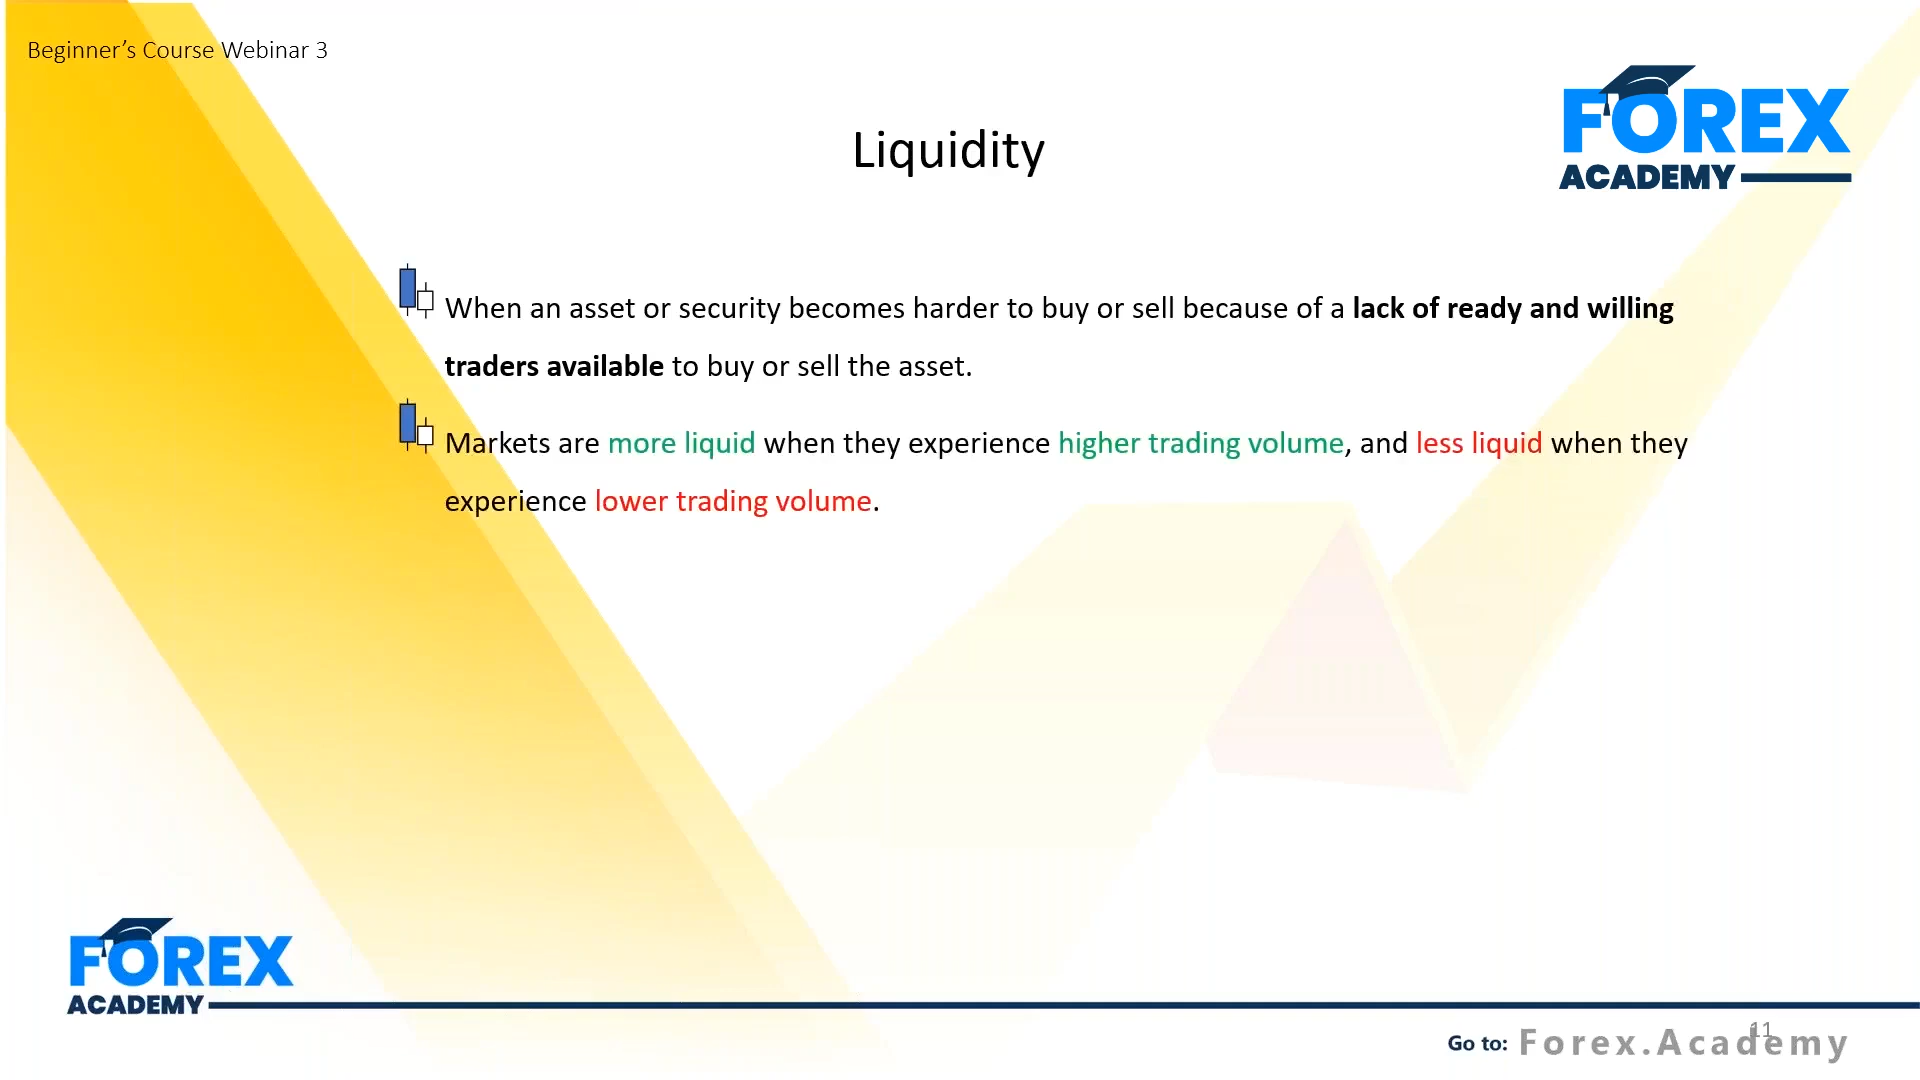 Beginner’s Course Webinar 3
FOREX
ACADEMY
Liquidity
When an asset or security becomes harder to buy or sell because of a lack of ready and willing
traders available to buy or sell the asset.
Markets are more liquid when they experience higher trading volume, and less liquid when they
experience lower trading volume.
FOREX
ACADEMY
11
Go to: Forex.Academy